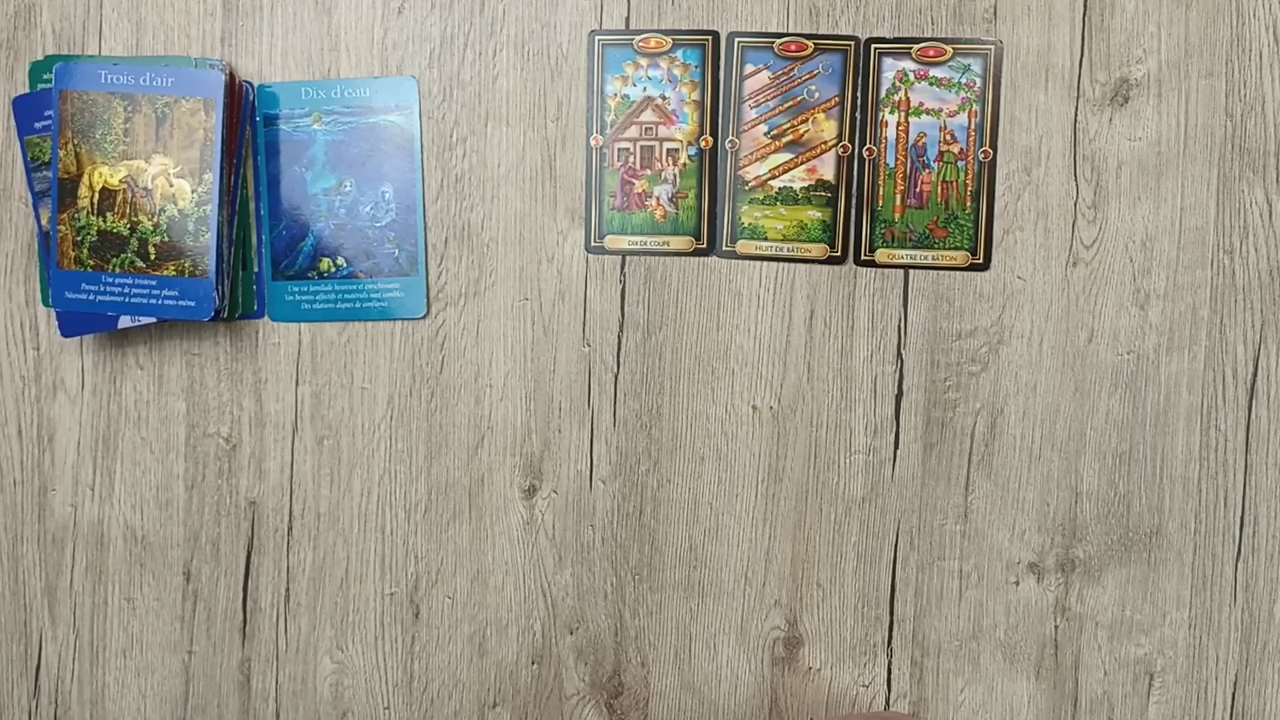 Trois d'air
Une grande tristesse.
Prenez le temps de panser vos plaies.
Nécessité de pardonner à autrui ou à vous-même
Dix d'eau
Une vie familiale heureuse et enrichissante.
Vos besoins affectifs et matériels sont comblés.
Des relations dignes de confiance.
DIX DE COUPE
HUIT DE BÂTON
QUATRE DE BÂTON